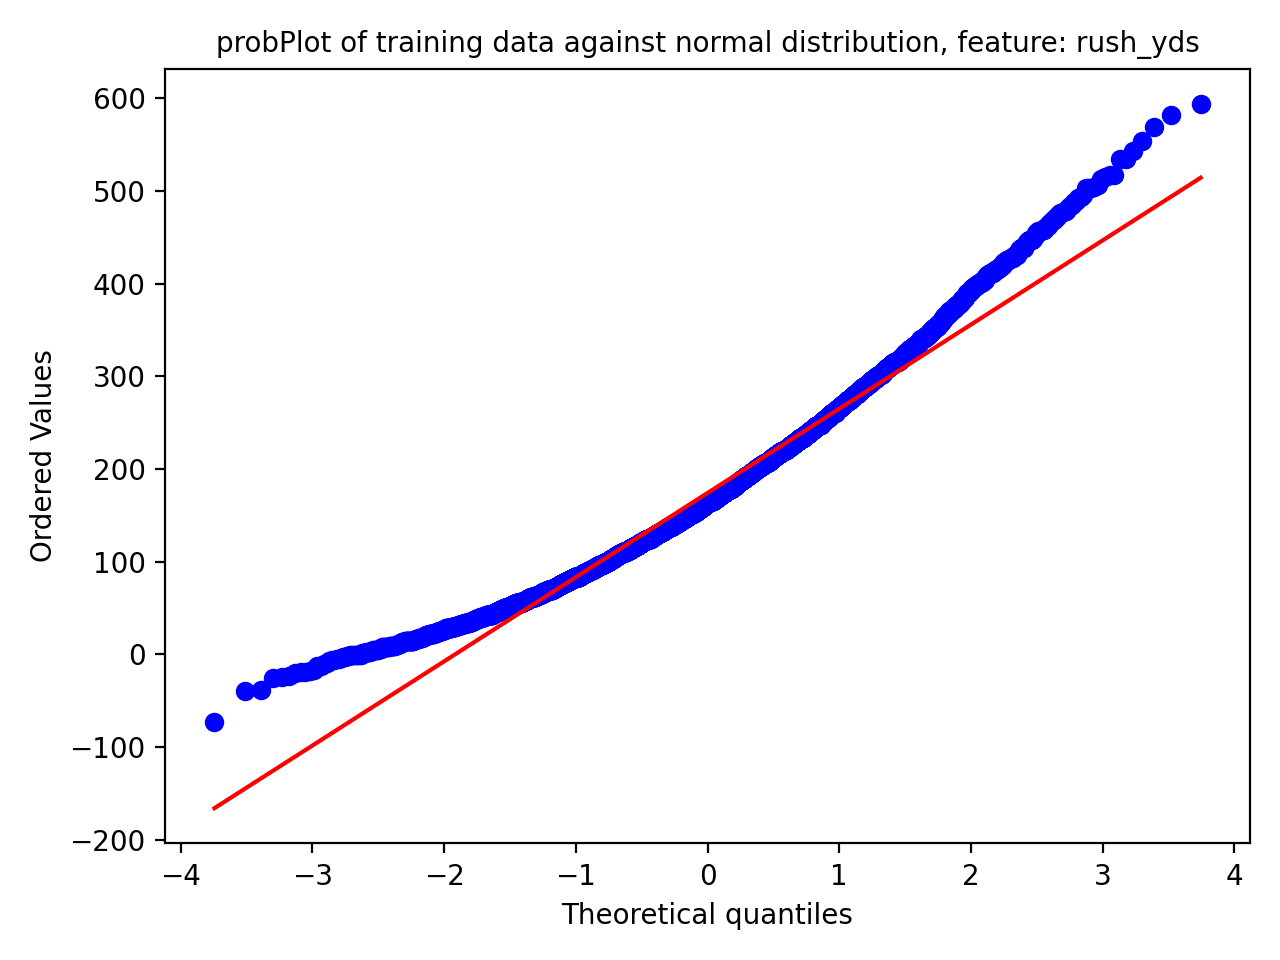 probPlot of training data against normal distribution, feature: rush_yds
600
500
400
300
200
100
0
−100
−200
Ordered Values
−4 −3 −2 −1 0 1 2 3 4
Theoretical quantiles